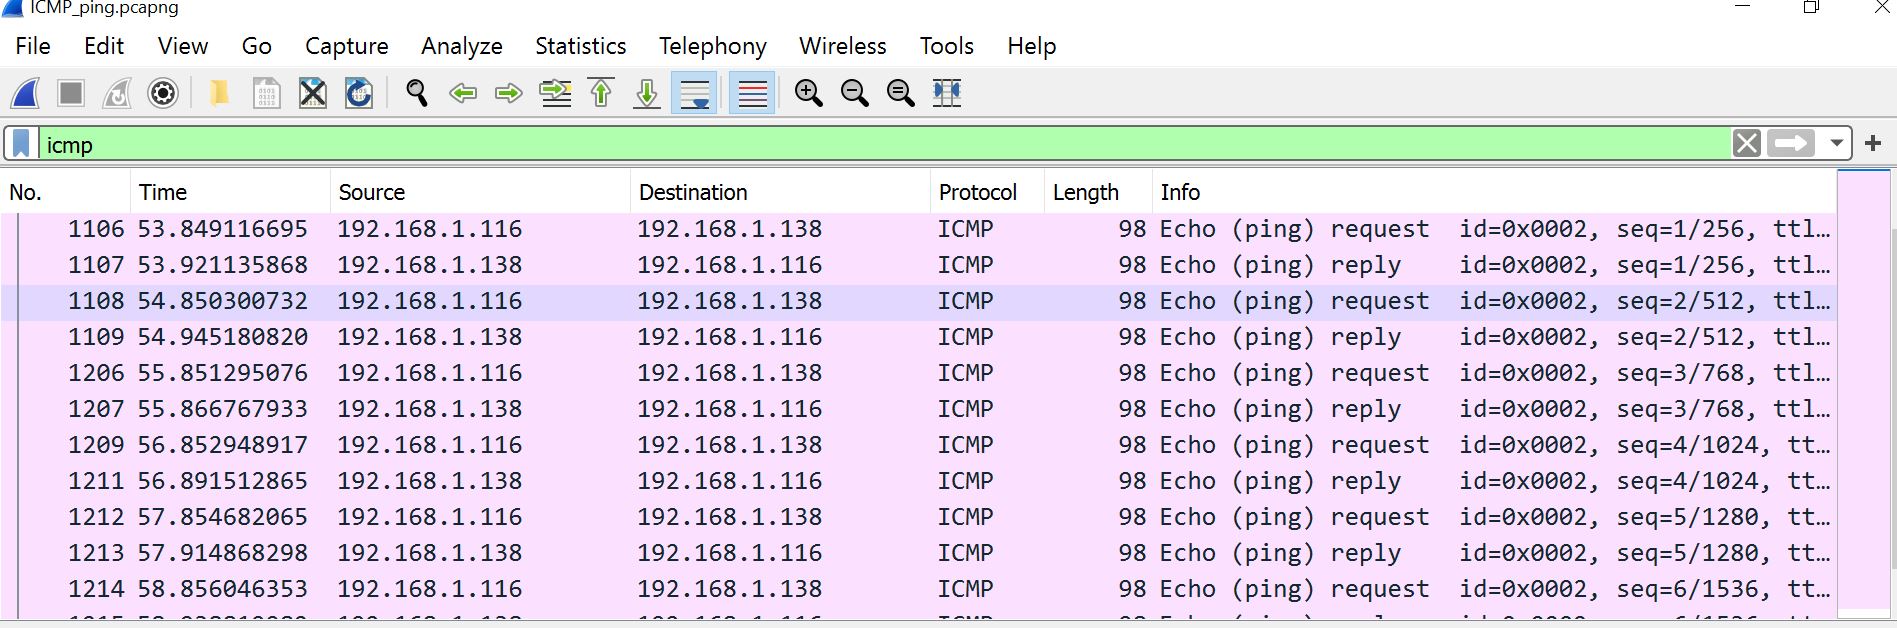 ICMP_ping.pcapng
File Edit View Go Capture Analyze Statistics Telephony Wireless Tools Help
icmp
No. Time Source Destination Protocol Length Info
1106 53.849116695 192.168.1.116 192.168.1.138 ICMP 98 Echo (ping) request id=0x0002, seq=1/256, ttl…
1107 53.921135868 192.168.1.138 192.168.1.116 ICMP 98 Echo (ping) reply id=0x0002, seq=1/256, ttl…
1108 54.850300732 192.168.1.116 192.168.1.138 ICMP 98 Echo (ping) request id=0x0002, seq=2/512, ttl…
1109 54.945180820 192.168.1.138 192.168.1.116 ICMP 98 Echo (ping) reply id=0x0002, seq=2/512, ttl…
1206 55.851295076 192.168.1.116 192.168.1.138 ICMP 98 Echo (ping) request id=0x0002, seq=3/768, ttl…
1207 55.866767933 192.168.1.138 192.168.1.116 ICMP 98 Echo (ping) reply id=0x0002, seq=3/768, ttl…
1209 56.852948917 192.168.1.116 192.168.1.138 ICMP 98 Echo (ping) request id=0x0002, seq=4/1024, tt…
1211 56.891512865 192.168.1.138 192.168.1.116 ICMP 98 Echo (ping) reply id=0x0002, seq=4/1024, tt…
1212 57.854682065 192.168.1.116 192.168.1.138 ICMP 98 Echo (ping) request id=0x0002, seq=5/1280, tt…
1213 57.914868298 192.168.1.138 192.168.1.116 ICMP 98 Echo (ping) reply id=0x0002, seq=5/1280, tt…
1214 58.856046353 192.168.1.116 192.168.1.138 ICMP 98 Echo (ping) request id=0x0002, seq=6/1536, tt…